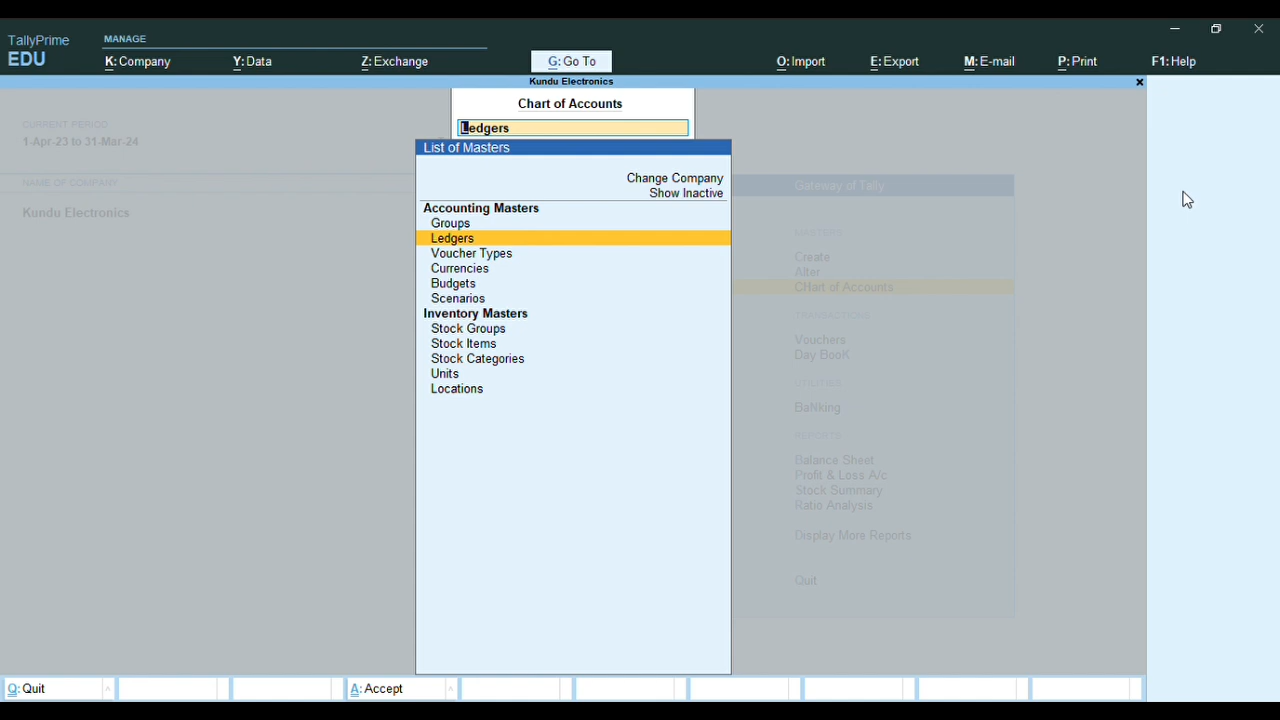 TallyPrime
EDU
MANAGE
K: Company
Y: Data
Z: Exchange
G: Go To
O: Import
E: Export
M: E-mail
P: Print
F1: Help
Kundu Electronics
CURRENT PERIOD
1-Apr-23 to 31-Mar-24
NAME OF COMPANY
Kundu Electronics
Chart of Accounts
Ledgers
List of Masters
Change Company
Show Inactive
Accounting Masters
Groups
Ledgers
Voucher Types
Currencies
Budgets
Scenarios
Inventory Masters
Stock Groups
Stock Items
Stock Categories
Units
Locations
Gateway of Tally
MASTERS
Create
Alter
CHart of Accounts
TRANSACTIONS
Vouchers
Day BooK
UTILITIES
BaNking
REPORTS
Balance Sheet
Profit & Loss A/c
Stock Summary
Ratio Analysis
Display More Reports
Quit
Q: Quit
A: Accept